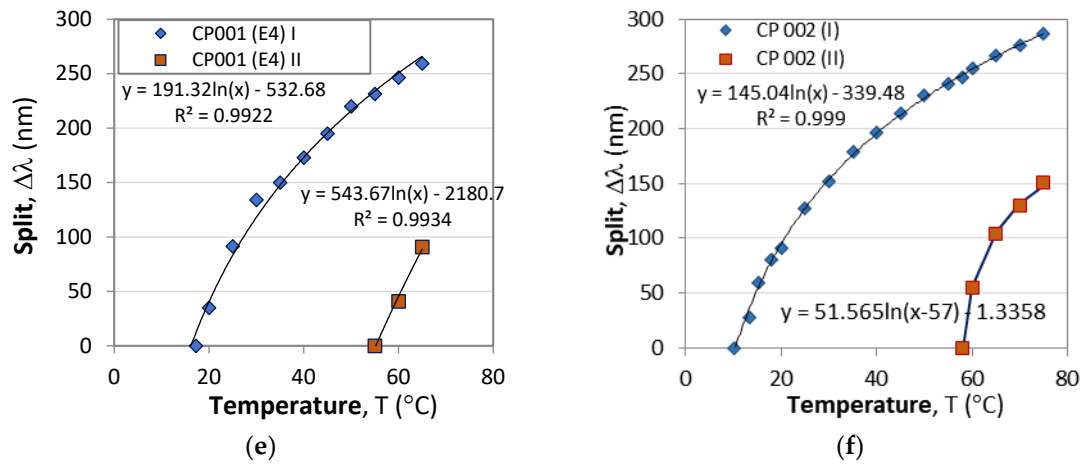 300
250
200
150
100
50
0
Split, Δλ (nm)
CP001 (E4) I
CP001 (E4) II
y = 191.32ln(x) - 532.68
R² = 0.9922
y = 543.67ln(x) - 2180.7
R² = 0.9934
0 20 40 60 80
Temperature, T (°C)
(e)
300
250
200
150
100
50
0
Split, Δλ (nm)
CP 002 (I)
CP 002 (II)
y = 145.04ln(x) - 339.48
R² = 0.999
y = 51.565ln(x-57) - 1.3358
0 20 40 60 80
Temperature, T (°C)
(f)